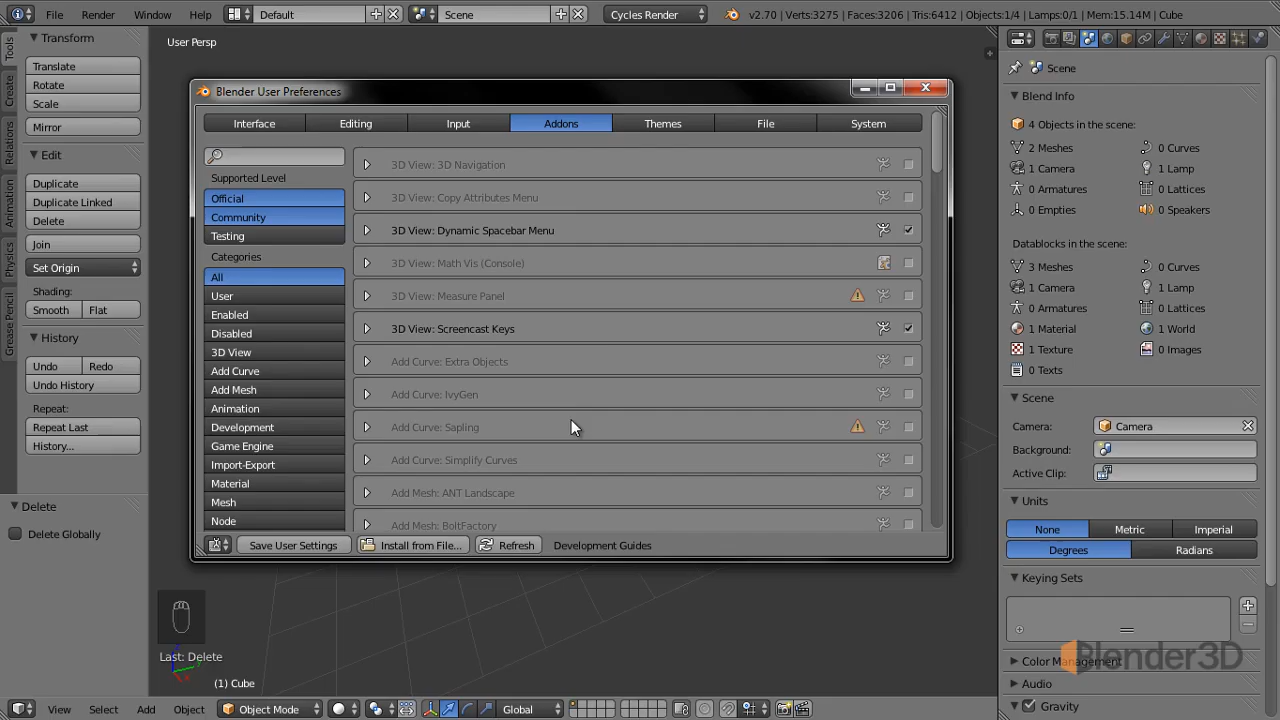 File Render Window Help Default Scene Cycles Render v2.70 | Verts:3275 | Faces:3206 | Tris:6412 | Objects:1/4 | Lamps:0/1 | Mem:15.14M | Cube
Tools
Create
Relations
Animation
Physics
Grease Pencil
Transform
Translate
Rotate
Scale
Mirror
Edit
Duplicate
Duplicate Linked
Delete
Join
Set Origin
Shading:
Smooth Flat
History
Undo Redo
Undo History
Repeat:
Repeat Last
History...
Delete
Delete Globally
User Persp
Blender User Preferences
Interface Editing Input Addons Themes File System
Supported Level
Official
Community
Testing
Categories
All
User
Enabled
Disabled
3D View
Add Curve
Add Mesh
Animation
Development
Game Engine
Import-Export
Material
Mesh
Node
3D View: 3D Navigation
3D View: Copy Attributes Menu
3D View: Dynamic Spacebar Menu
3D View: Math Vis (Console)
3D View: Measure Panel
3D View: Screencast Keys
Add Curve: Extra Objects
Add Curve: IvyGen
Add Curve: Sapling
Add Curve: Simplify Curves
Add Mesh: ANT Landscape
Add Mesh: BoltFactory
Save User Settings Install from File... Refresh Development Guides
Last: Delete
(1) Cube
View Select Add Object Object Mode Global
Scene
Blend Info
4 Objects in the scene:
2 Meshes 0 Curves
1 Camera 1 Lamp
0 Armatures 0 Lattices
0 Empties 0 Speakers
Datablocks in the scene:
3 Meshes 0 Curves
1 Camera 1 Lamp
0 Armatures 0 Lattices
1 Material 1 World
1 Texture 0 Images
0 Texts
Scene
Camera: Camera
Background:
Active Clip:
Units
None Metric Imperial
Degrees Radians
Keying Sets
Color Management
Audio
Gravity
Blender3D